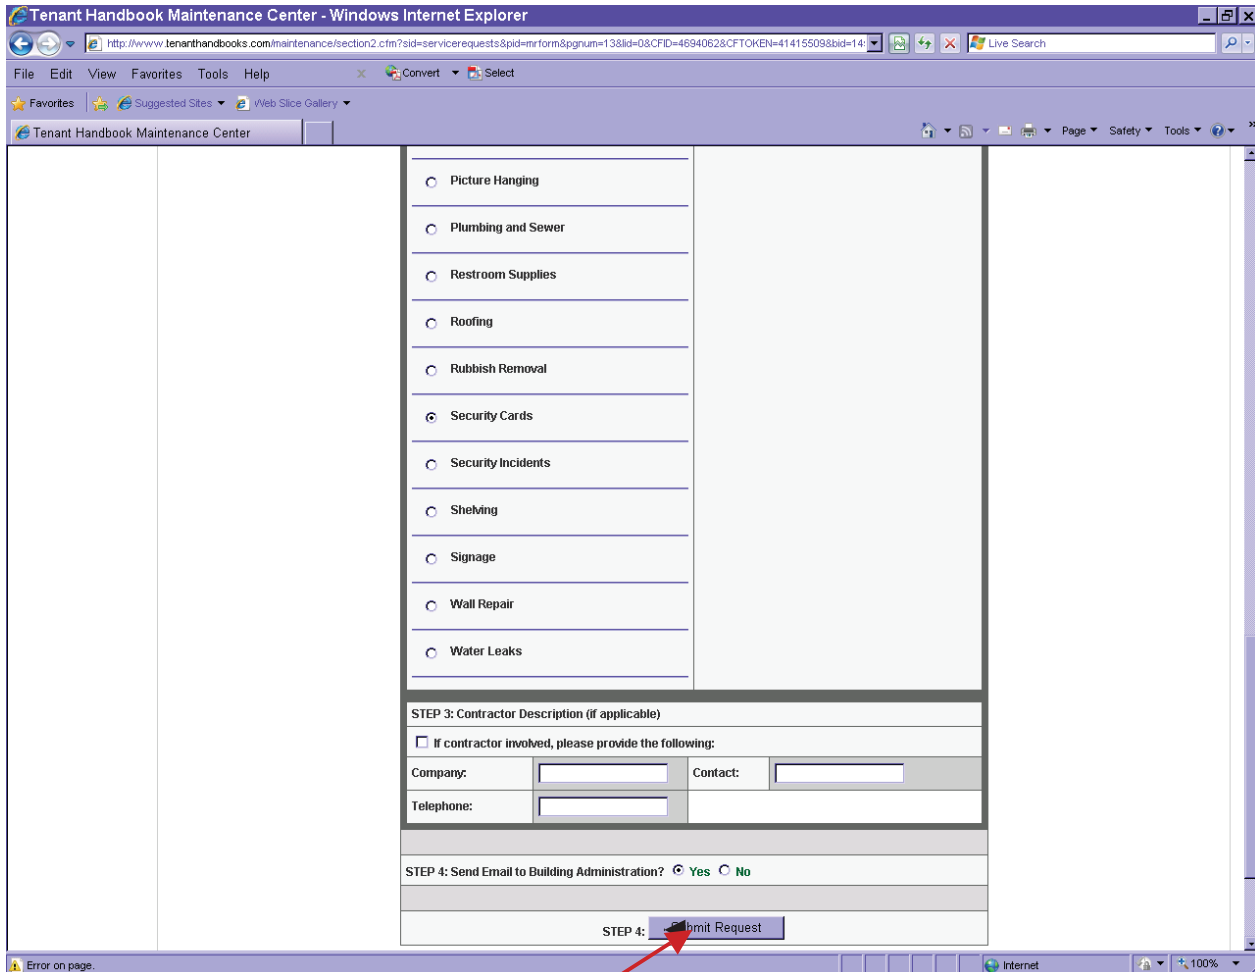 Tenant Handbook Maintenance Center - Windows Internet Explorer
http://www.tenanthandbooks.com/maintenance/section2.cfm?sid=servicerequests&pid=mrform&pgnum=13&lid=0&CFID=4694062&CFTOKEN=41415509&bid=14 Live Search
File Edit View Favorites Tools Help x Convert Select
Favorites Suggested Sites Web Slice Gallery
Tenant Handbook Maintenance Center Page Safety Tools
Picture Hanging
Plumbing and Sewer
Restroom Supplies
Roofing
Rubbish Removal
Security Cards
Security Incidents
Shelving
Signage
Wall Repair
Water Leaks
STEP 3: Contractor Description (if applicable)
If contractor involved, please provide the following:
Company: Contact:
Telephone:
STEP 4: Send Email to Building Administration? Yes No
STEP 4: Submit Request
Error on page. Internet 100%